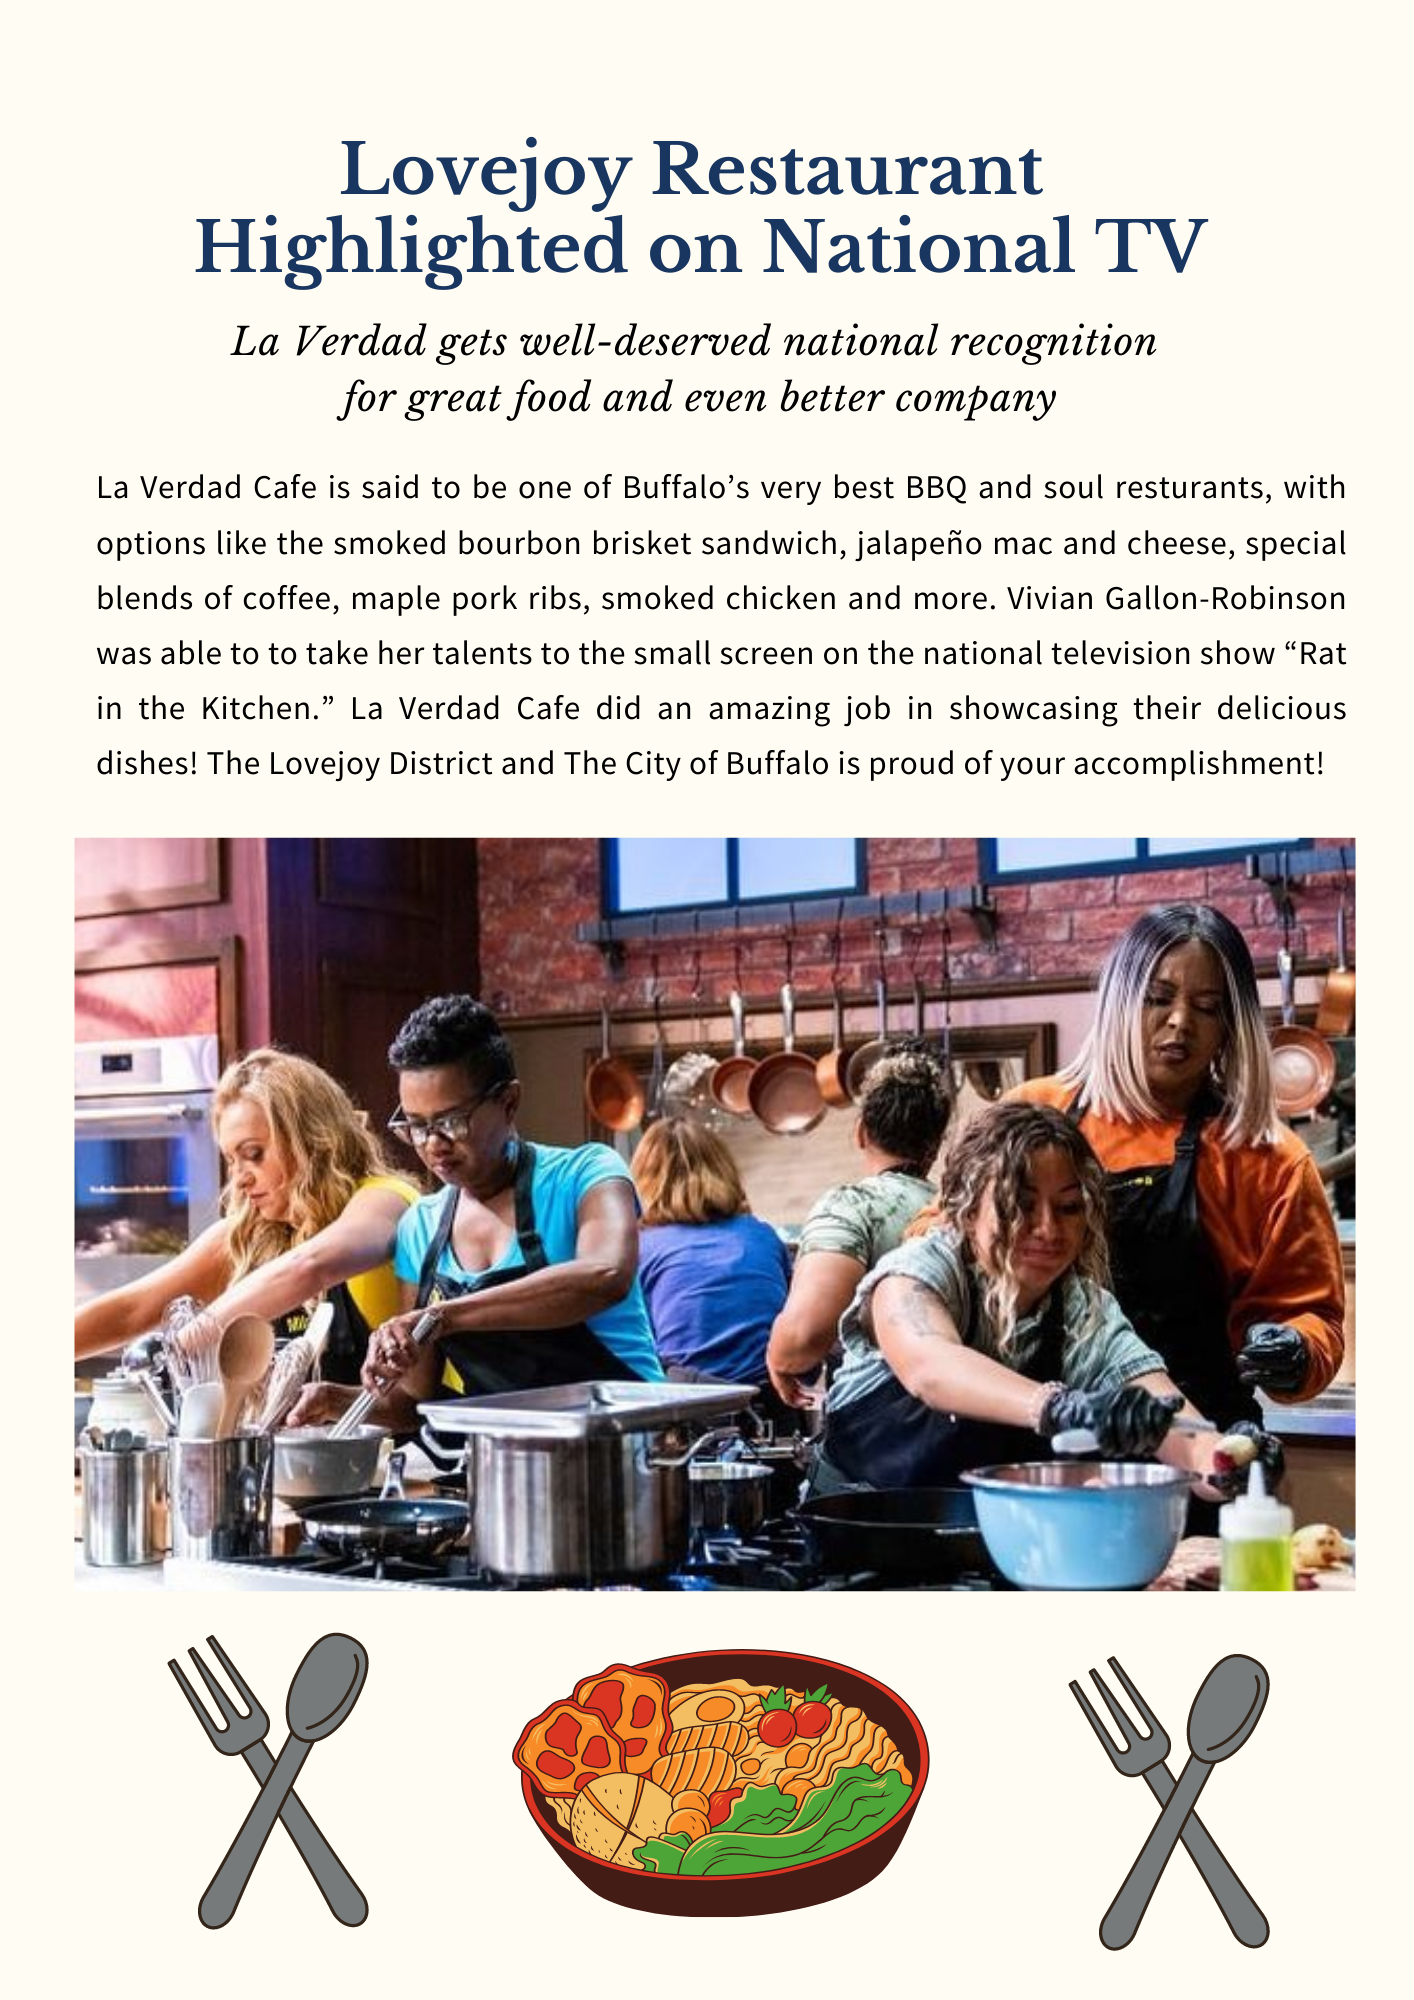 Lovejoy Restaurant
Highlighted on National TV
La Verdad gets well-deserved national recognition
for great food and even better company
La Verdad Cafe is said to be one of Buffalo’s very best BBQ and soul resturants, with
options like the smoked bourbon brisket sandwich, jalapeño mac and cheese, special
blends of coffee, maple pork ribs, smoked chicken and more. Vivian Gallon-Robinson
was able to to take her talents to the small screen on the national television show “Rat
in the Kitchen.” La Verdad Cafe did an amazing job in showcasing their delicious
dishes! The Lovejoy District and The City of Buffalo is proud of your accomplishment!